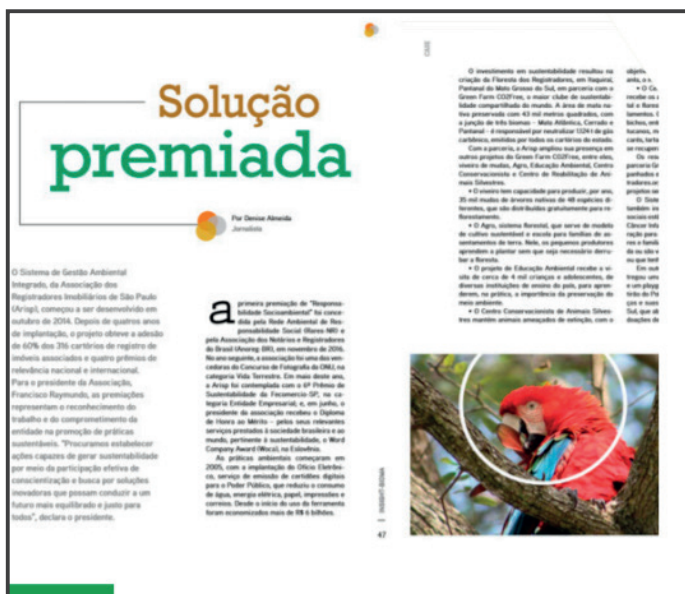 Solução
premiada
Por Denise Almeida
Jornalista
O Sistema de Gestão Ambiental
Integrado, da Associação dos
Registradores Imobiliários de São Paulo
(Arisp), começou a ser desenvolvido em
outubro de 2014. Depois de quatros anos
de implantação, o projeto obteve a adesão
de 60% dos 316 cartórios de registro de
imóveis associados e quatro prêmios de
relevância nacional e internacional.
Para o presidente da Associação,
Francisco Raymundo, as premiações
representam o reconhecimento do
trabalho e do comprometimento da
entidade na promoção de práticas
sustentáveis. "Procuramos estabelecer
ações capazes de gerar sustentabilidade
por meio da participação efetiva de
conscientização e busca por soluções
inovadoras que possam conduzir a um
futuro mais equilibrado e justo para
todos", declara o presidente.
a primeira premiação de "Responsa-
bilidade Socioambiental" foi conce-
dida pela Rede Ambiental de Res-
ponsabilidade Social (Rares-NR) e
pela Associação dos Notários e Registradores
do Brasil (Anoreg-BR), em novembro de 2016.
No ano seguinte, a associação foi uma das ven-
cedoras do Concurso de Fotografia da ONU, na
categoria Vida Terrestre. Em maio deste ano,
a Arisp foi contemplada com o 6º Prêmio de
Sustentabilidade da Fecomercio-SP, na ca-
tegoria Entidade Empresarial; e, em junho, o
presidente da associação recebeu o Diploma
de Honra ao Mérito – pelos seus relevantes
serviços prestados à sociedade brasileira e ao
mundo, pertinente à sustentabilidade, o Word
Company Award (Woca), na Eslovênia.
As práticas ambientais começaram em
2005, com a implantação do Ofício Eletrôni-
co, serviço de emissão de certidões digitais
para o Poder Público, que reduziu o consumo
de água, energia elétrica, papel, impressões e
correios. Desde o início do uso da ferramenta
foram economizados mais de R$ 6 bilhões.
O investimento em sustentabilidade resultou na
criação da Floresta dos Registradores, em Itaquiraí,
Pantanal do Mato Grosso do Sul, em parceria com o
Green Farm CO2Free, o maior clube de sustentabi-
lidade compartilhada do mundo. A área de mata na-
tiva preservada com 43 mil metros quadrados, com
a junção de três biomas – Mata Atlântica, Cerrado e
Pantanal – é responsável por neutralizar 1.524 t de gás
carbônico, emitidos por todos os cartórios do estado.
Com a parceria, a Arisp ampliou sua presença em
outros projetos do Green Farm CO2Free, entre eles,
viveiro de mudas, Agro, Educação Ambiental, Centro
Conservacionista e Centro de Reabilitação de Ani-
mais Silvestres.
• O viveiro tem capacidade para produzir, por ano,
35 mil mudas de árvores nativas de 48 espécies di-
ferentes, que são distribuídas gratuitamente para re-
florestamento.
• O Agro, sistema florestal, que serve de modelo
de cultivo sustentável e escola para famílias de as-
sentamentos de terra. Nele, os pequenos produtores
aprendem a plantar sem que seja necessário derru-
bar a floresta.
• O projeto de Educação Ambiental recebe a vi-
sita de cerca de 4 mil crianças e adolescentes, de
diversas instituições de ensino do país, para apren-
derem, na prática, a importância da preservação do
meio ambiente.
• O Centro Conservacionista de Animais Silves-
tres mantém animais ameaçados de extinção, com o
47